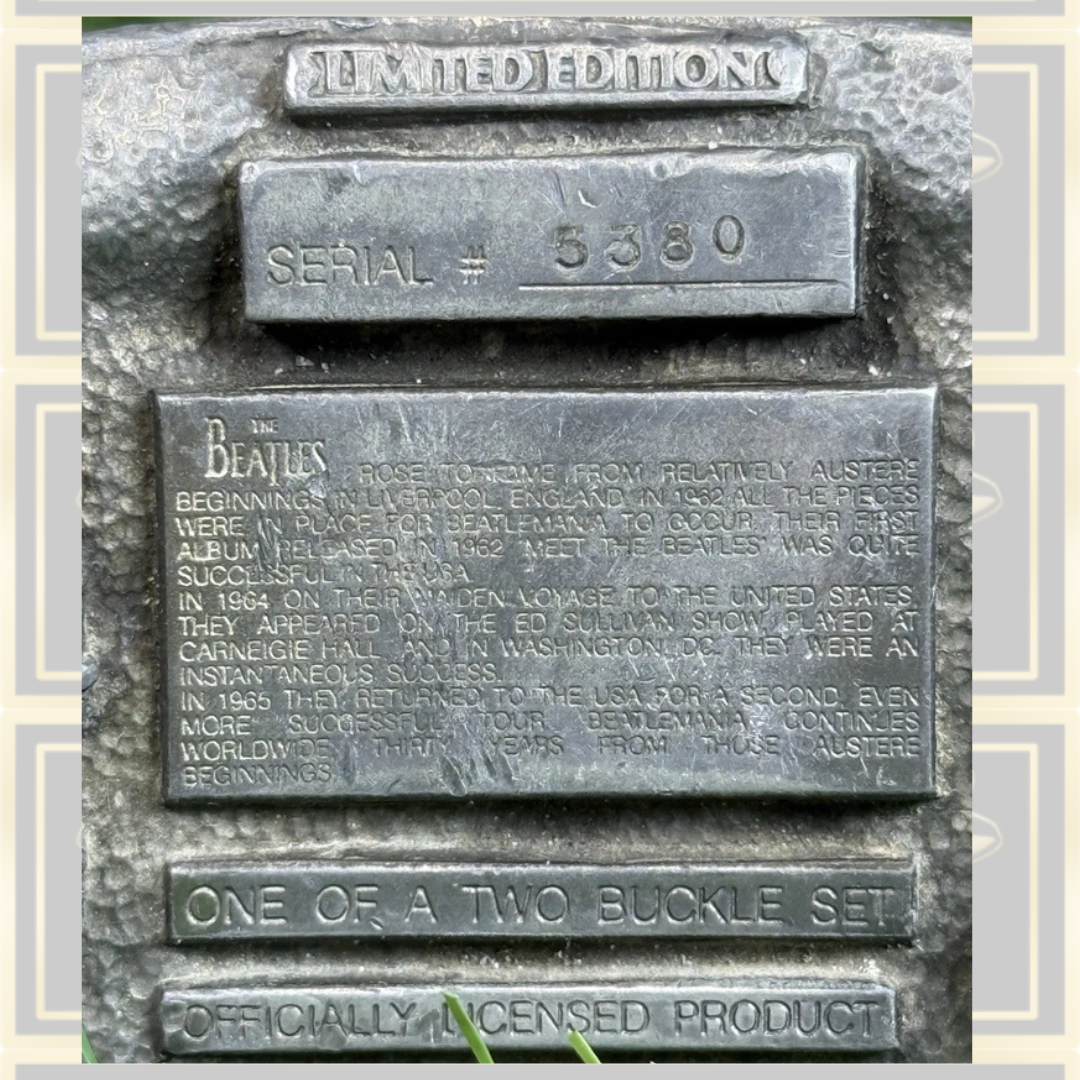 LIMITED EDITION
SERIAL # 5380
THE
BEATLES ROSE TO FAME FROM RELATIVELY AUSTERE
BEGINNINGS IN LIVERPOOL, ENGLAND. IN 1962 ALL THE PIECES
WERE IN PLACE FOR BEATLEMANIA TO OCCUR. THEIR FIRST
ALBUM, RELEASED IN 1962 "MEET THE BEATLES" WAS QUITE
SUCCESSFUL IN THE USA.
IN 1964 ON THEIR MAIDEN VOYAGE TO THE UNITED STATES,
THEY APPEARED ON THE ED SULLIVAN SHOW, PLAYED AT
CARNEIGIE HALL, AND IN WASHINGTON, DC. THEY WERE AN
INSTANTANEOUS SUCCESS.
IN 1965 THEY RETURNED TO THE USA FOR A SECOND, EVEN
MORE SUCCESSFUL TOUR. BEATLEMANIA CONTINUES
WORLDWIDE, THIRTY YEARS FROM THOSE AUSTERE
BEGINNINGS.
ONE OF A TWO BUCKLE SET
OFFICIALLY LICENSED PRODUCT